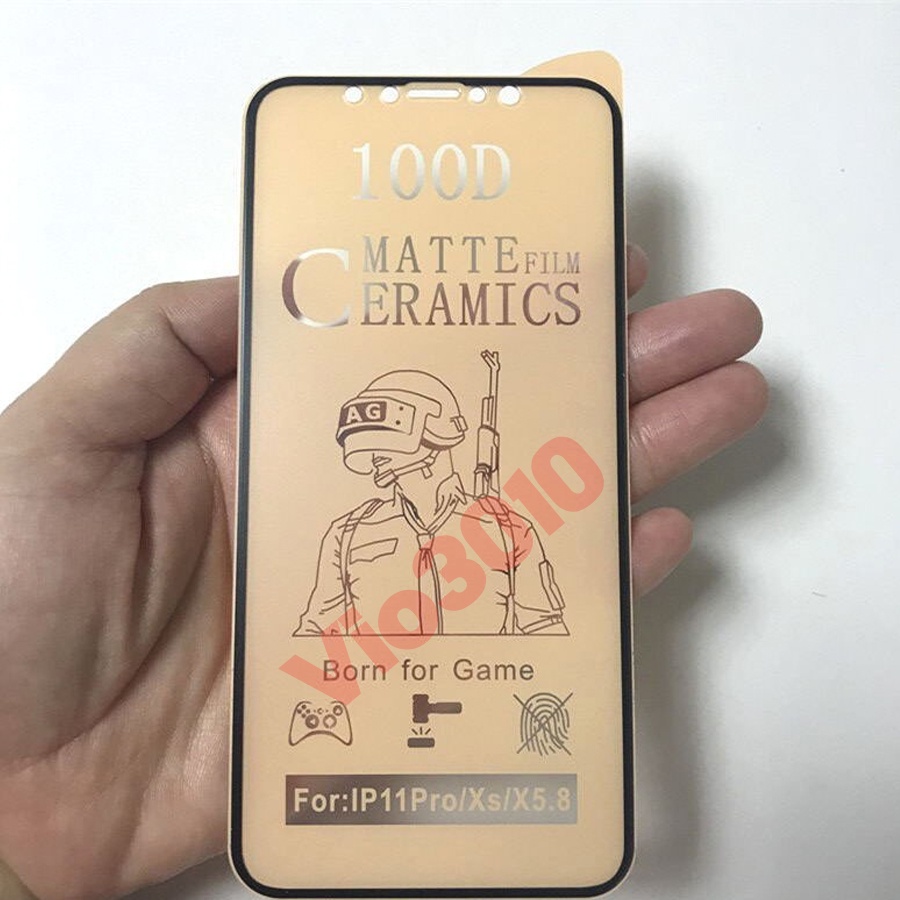 100D
MATTE FILM
CERAMICS
AG
Vio3010
Born for Game
For:IP11Pro/Xs/X5.8